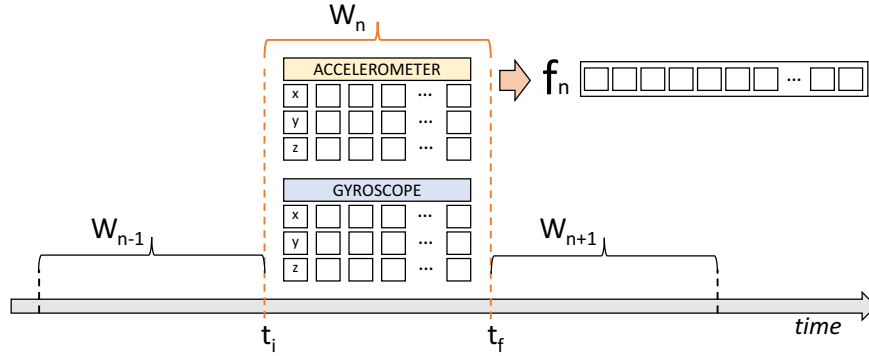 Wn
ACCELEROMETER
fn
...
x
...
y
...
z
...
GYROSCOPE
x
...
y
...
z
...
Wn-1
Wn+1
time
ti
tf